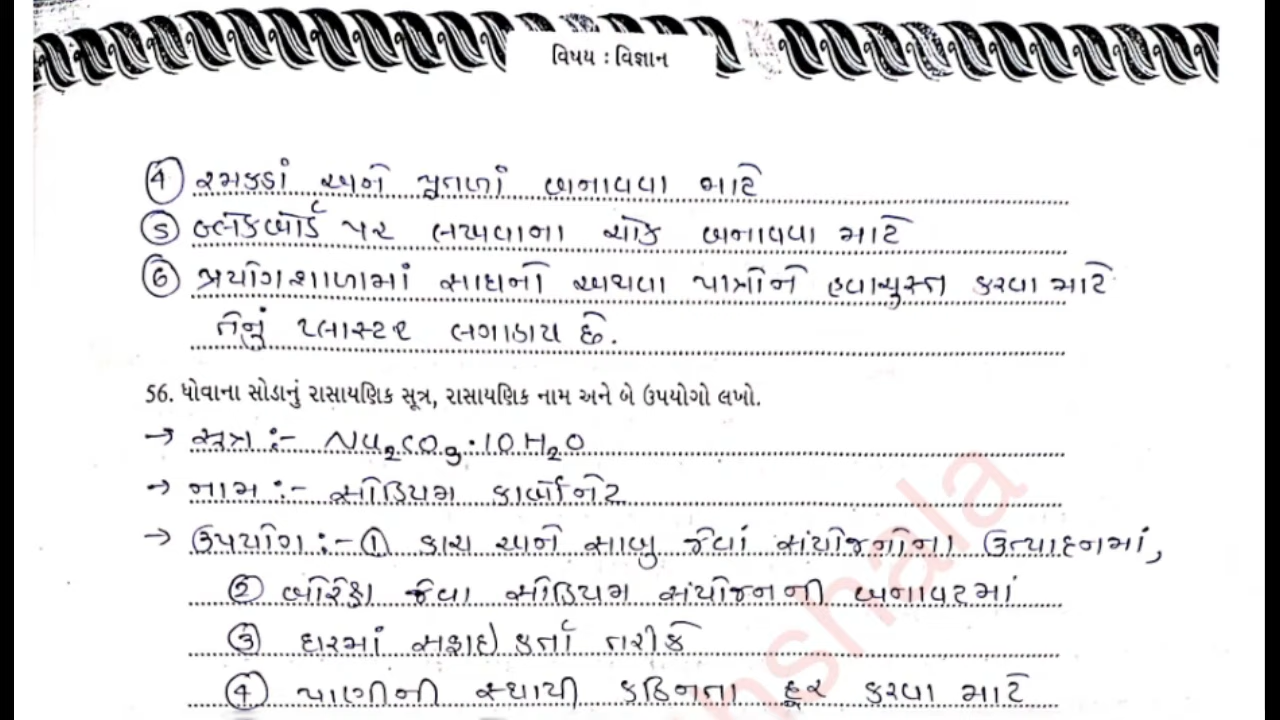 વિષય : વિજ્ઞાન
④ રમકડાં અને પૂતળાં બનાવવા માટે
⑤ બ્લેકબોર્ડ પર લખવાના ચોક બનાવવા માટે
⑥ પ્રયોગશાળામાં સાધનો અથવા પાત્રોને હવાચુસ્ત કરવા માટે
તેનું પ્લાસ્ટર લગાડાય છે.
56. ધોવાના સોડાનું રાસાયણિક સૂત્ર, રાસાયણિક નામ અને બે ઉપયોગો લખો.
→ સૂત્ર :- Na₂CO₃·10H₂O
→ નામ :- સોડિયમ કાર્બોનેટ
→ ઉપયોગ :- ① કાચ અને સાબુ જેવાં સંયોજનોના ઉત્પાદનમાં,
② બોરેક્ષ જેવા સોડિયમ સંયોજનની બનાવટમાં
③ ઘરમાં સફાઇ કર્તા તરીકે
④ પાણીની સ્થાયી કઠિનતા દૂર કરવા માટે